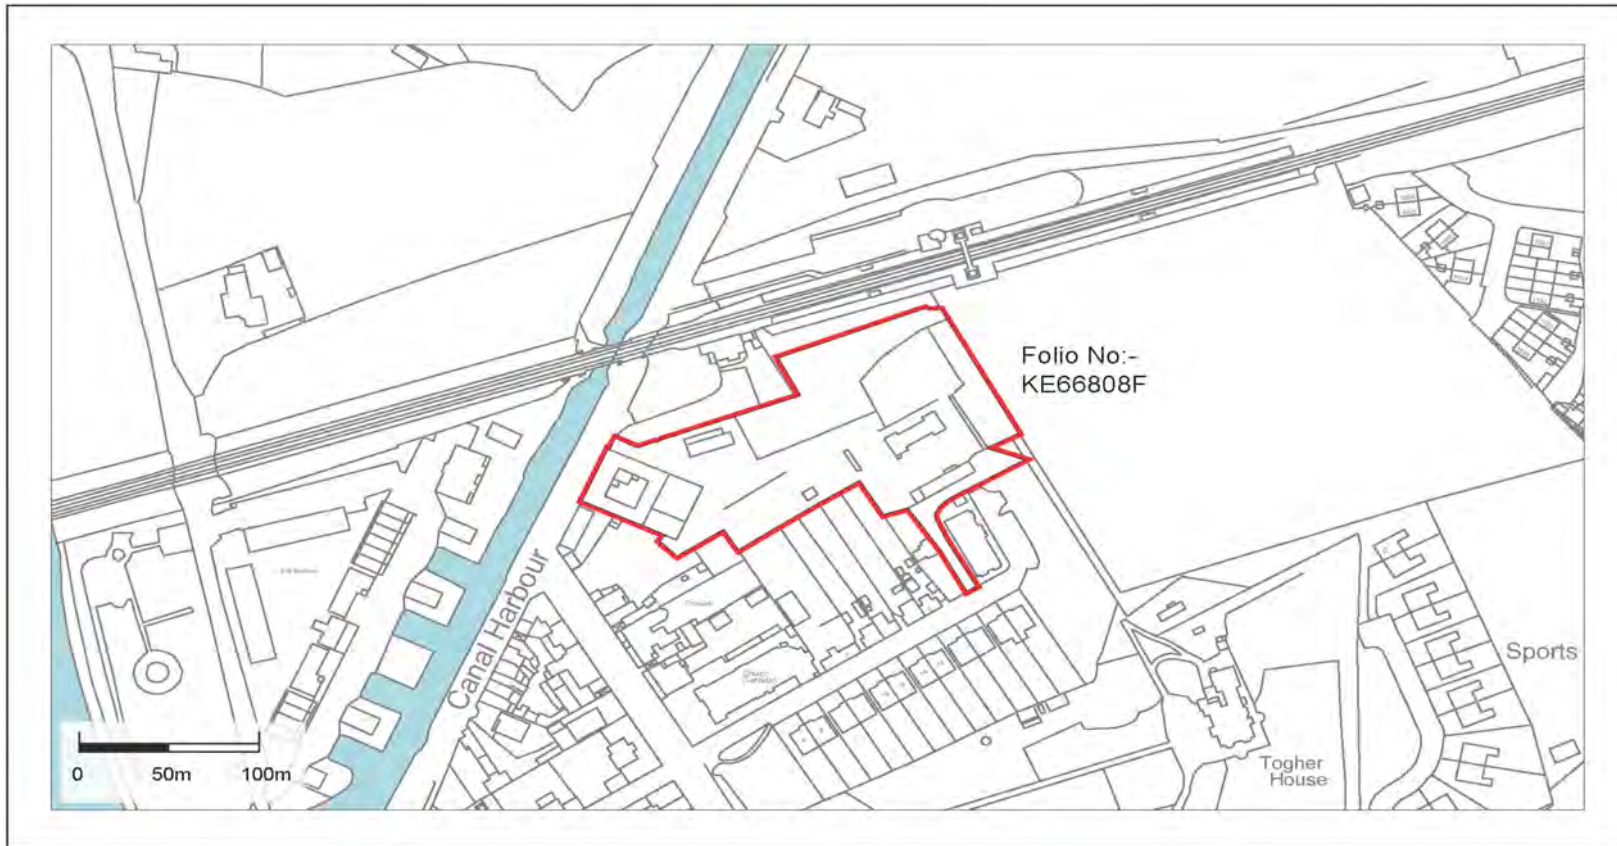 Folio No:-
KE66808F
Canal Harbour
Sports
Togher
House
0 50m 100m